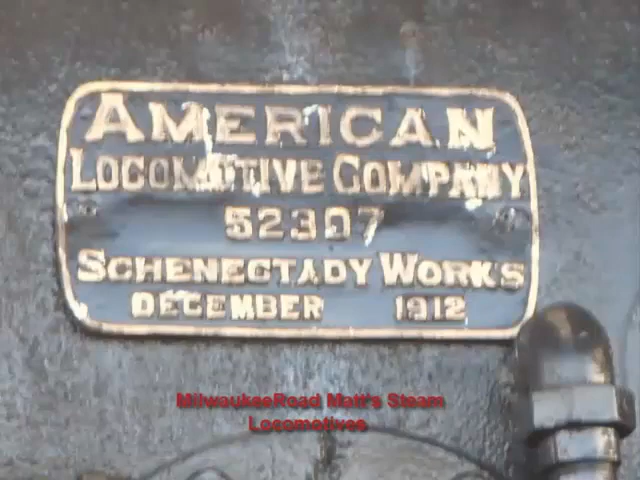 AMERICAN
LOCOMOTIVE COMPANY
52307
SCHENECTADY WORKS
DECEMBER 1912
MilwaukeeRoad Matt's Steam
Locomotives